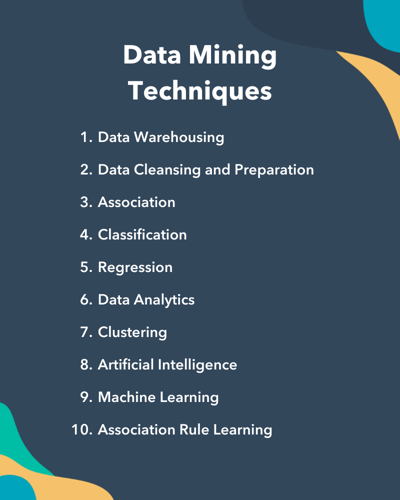 Data Mining
Techniques
1. Data Warehousing
2. Data Cleansing and Preparation
3. Association
4. Classification
5. Regression
6. Data Analytics
7. Clustering
8. Artificial Intelligence
9. Machine Learning
10. Association Rule Learning